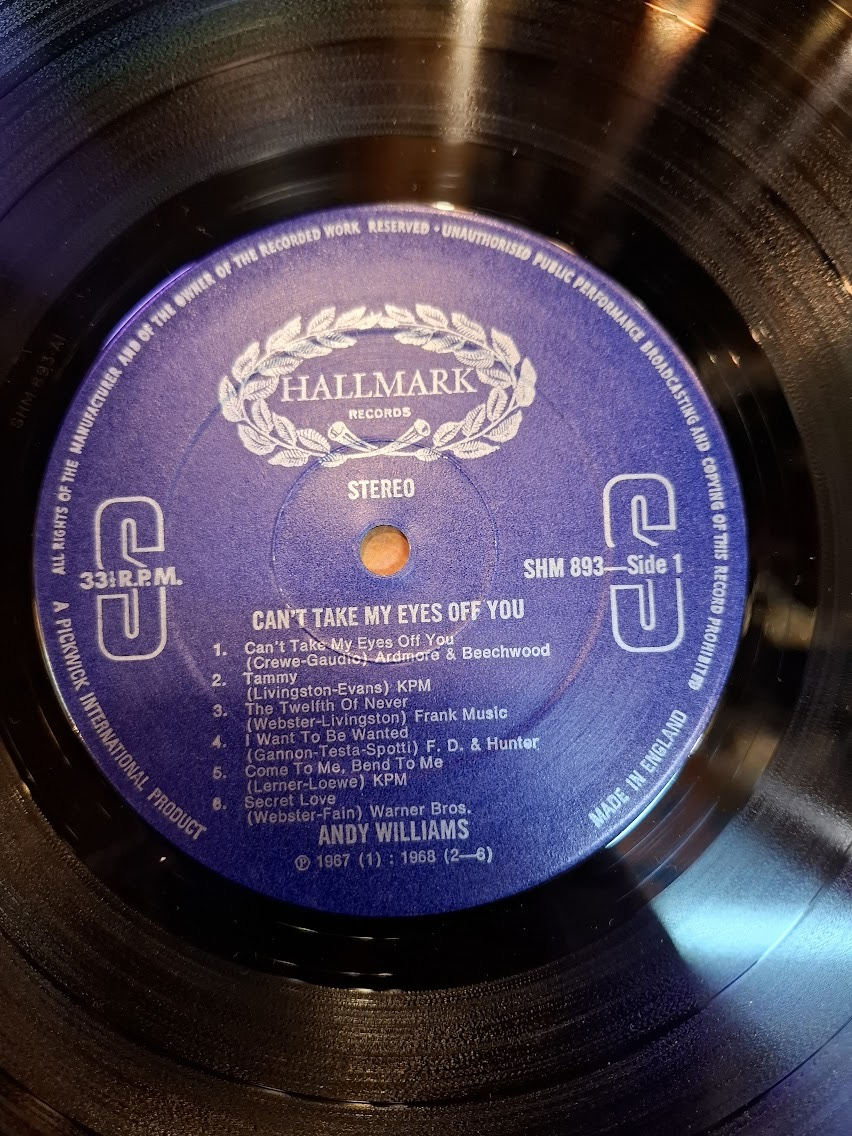 ALL RIGHTS OF THE MANUFACTURER AND OF THE OWNER OF THE RECORDED WORK RESERVED • UNAUTHORISED PUBLIC PERFORMANCE BROADCASTING AND COPYING OF THIS RECORD PROHIBITED
HALLMARK
RECORDS
STEREO
33⅓ R.P.M.
SHM 893—Side 1
CAN'T TAKE MY EYES OFF YOU
1. Can't Take My Eyes Off You
(Crewe-Gaudio) Ardmore & Beechwood
2. Tammy
(Livingston-Evans) KPM
3. The Twelfth Of Never
(Webster-Livingston) Frank Music
4. I Want To Be Wanted
(Gannon-Testa-Spotti) F. D. & Hunter
5. Come To Me, Bend To Me
(Lerner-Loewe) KPM
6. Secret Love
(Webster-Fain) Warner Bros.
ANDY WILLIAMS
℗ 1967 (1) : 1968 (2—6)
A PICKWICK INTERNATIONAL PRODUCT
MADE IN ENGLAND
SHM 893 A1